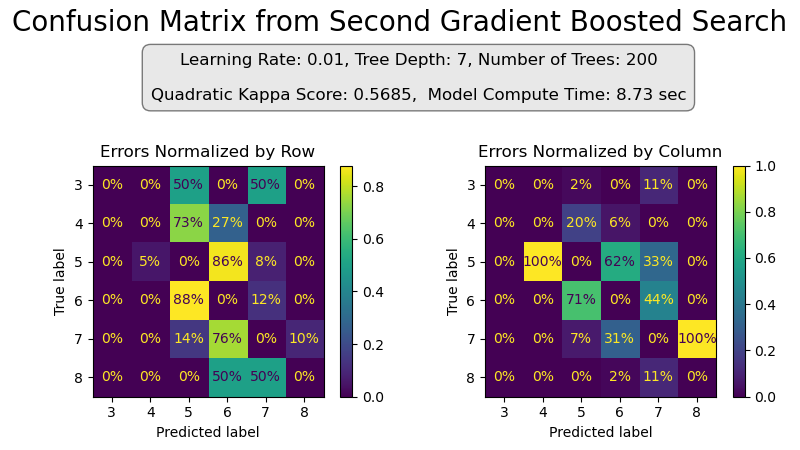 Confusion Matrix from Second Gradient Boosted Search
Learning Rate: 0.01, Tree Depth: 7, Number of Trees: 200
Quadratic Kappa Score: 0.5685,  Model Compute Time: 8.73 sec
Errors Normalized by Row
True label
3 0% 0% 50% 0% 50% 0%
4 0% 0% 73% 27% 0% 0%
5 0% 5% 0% 86% 8% 0%
6 0% 0% 88% 0% 12% 0%
7 0% 0% 14% 76% 0% 10%
8 0% 0% 0% 50% 50% 0%
3 4 5 6 7 8
Predicted label
0.8
0.6
0.4
0.2
0.0
Errors Normalized by Column
True label
3 0% 0% 2% 0% 11% 0%
4 0% 0% 20% 6% 0% 0%
5 0% 100% 0% 62% 33% 0%
6 0% 0% 71% 0% 44% 0%
7 0% 0% 7% 31% 0% 100%
8 0% 0% 0% 2% 11% 0%
3 4 5 6 7 8
Predicted label
1.0
0.8
0.6
0.4
0.2
0.0